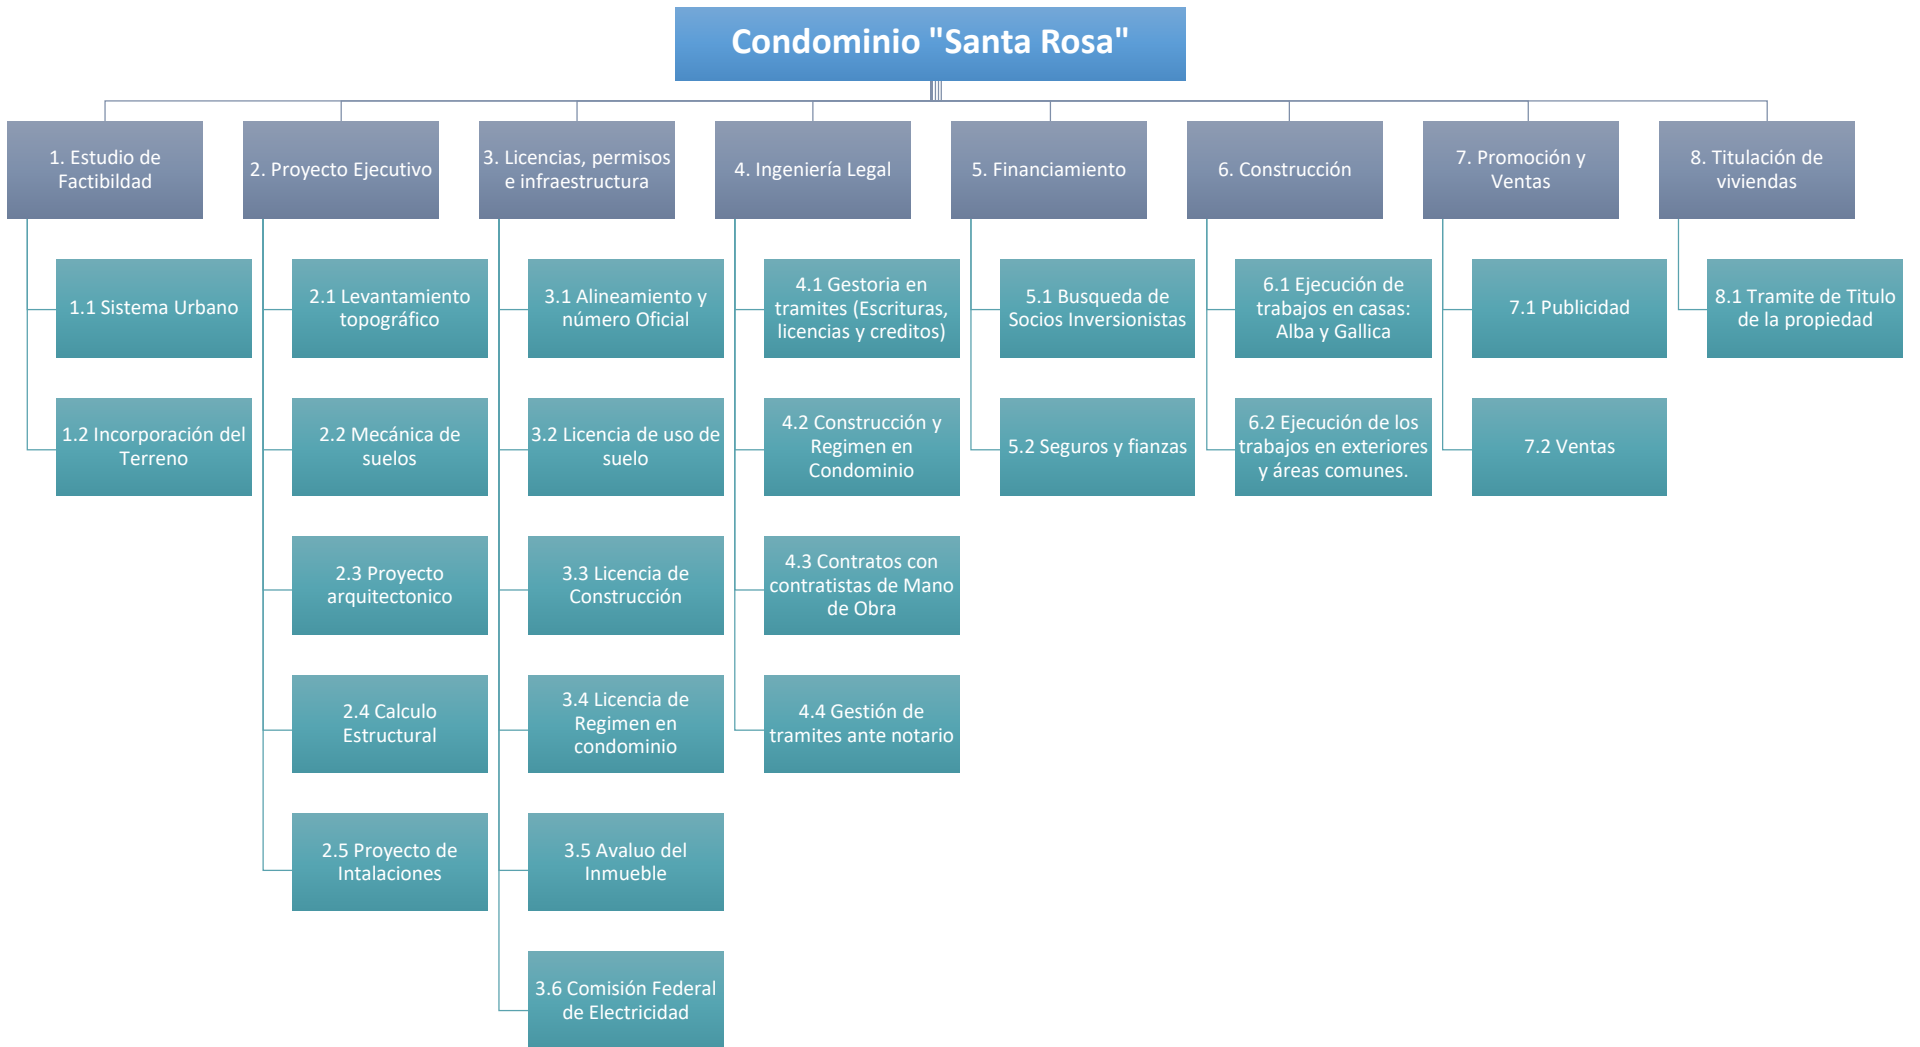 Condominio "Santa Rosa"
1. Estudio de
Factibildad
1.1 Sistema Urbano
1.2 Incorporación del
Terreno
2. Proyecto Ejecutivo
2.1 Levantamiento
topográfico
2.2 Mecánica de
suelos
2.3 Proyecto
arquitectonico
2.4 Calculo
Estructural
2.5 Proyecto de
Intalaciones
3. Licencias, permisos
e infraestructura
3.1 Alineamiento y
número Oficial
3.2 Licencia de uso de
suelo
3.3 Licencia de
Construcción
3.4 Licencia de
Regimen en
condominio
3.5 Avaluo del
Inmueble
3.6 Comisión Federal
de Electricidad
4. Ingeniería Legal
4.1 Gestoria en
tramites (Escrituras,
licencias y creditos)
4.2 Construcción y
Regimen en
Condominio
4.3 Contratos con
contratistas de Mano
de Obra
4.4 Gestión de
tramites ante notario
5. Financiamiento
5.1 Busqueda de
Socios Inversionistas
5.2 Seguros y fianzas
6. Construcción
6.1 Ejecución de
trabajos en casas:
Alba y Gallica
6.2 Ejecución de los
trabajos en exteriores
y áreas comunes.
7. Promoción y
Ventas
7.1 Publicidad
7.2 Ventas
8. Titulación de
viviendas
8.1 Tramite de Titulo
de la propiedad